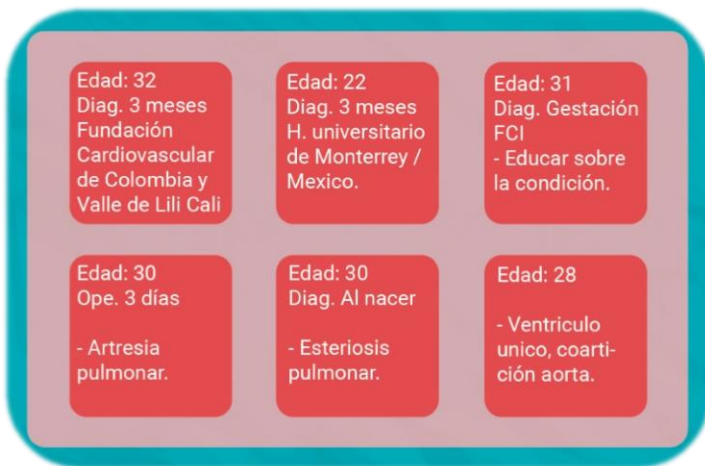 Edad: 32
Diag. 3 meses
Fundación
Cardiovascular
de Colombia y
Valle de Lili Cali
Edad: 22
Diag. 3 meses
H. universitario
de Monterrey /
Mexico.
Edad: 31
Diag. Gestación
FCI
- Educar sobre
la condición.
Edad: 30
Ope. 3 días
- Artresia
pulmonar.
Edad: 30
Diag. Al nacer
- Esteriosis
pulmonar.
Edad: 28
- Ventriculo
unico, coarti-
ción aorta.